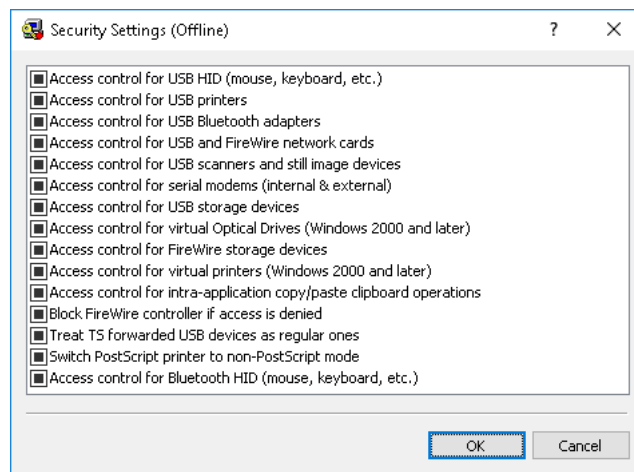 Security Settings (Offline)
Access control for USB HID (mouse, keyboard, etc.)
Access control for USB printers
Access control for USB Bluetooth adapters
Access control for USB and FireWire network cards
Access control for USB scanners and still image devices
Access control for serial modems (internal & external)
Access control for USB storage devices
Access control for virtual Optical Drives (Windows 2000 and later)
Access control for FireWire storage devices
Access control for virtual printers (Windows 2000 and later)
Access control for intra-application copy/paste clipboard operations
Block FireWire controller if access is denied
Treat TS forwarded USB devices as regular ones
Switch PostScript printer to non-PostScript mode
Access control for Bluetooth HID (mouse, keyboard, etc.)
OK Cancel